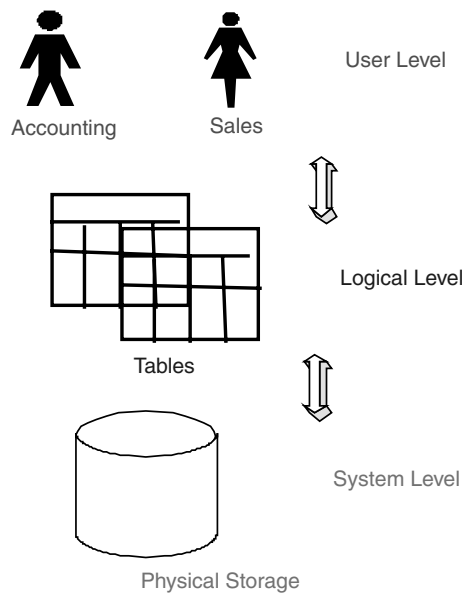 User Level
Accounting
Sales
Logical Level
Tables
System Level
Physical Storage